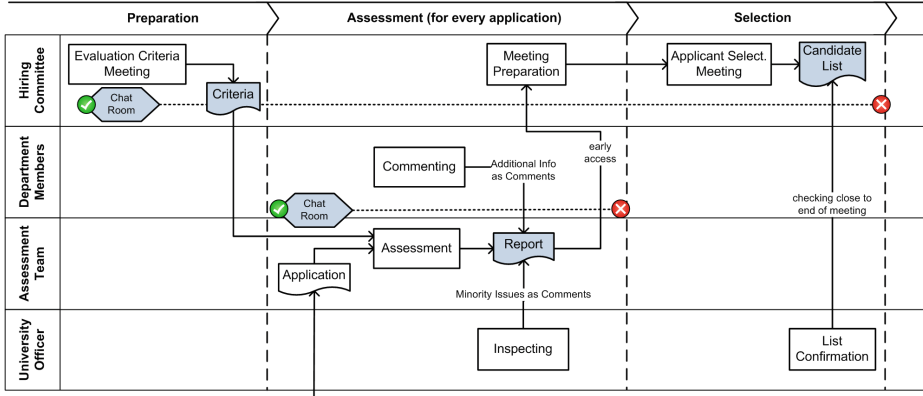 Preparation
Assessment (for every application)
Selection
Hiring
Committee
Evaluation Criteria
Meeting
Criteria
Chat
Room
Meeting
Preparation
Applicant Select.
Meeting
Candidate
List
Department
Members
Commenting
Additional Info
as Comments
early
access
Chat
Room
checking close to
end of meeting
Assessment
Team
Application
Assessment
Report
Minority Issues as Comments
University
Officer
Inspecting
List
Confirmation